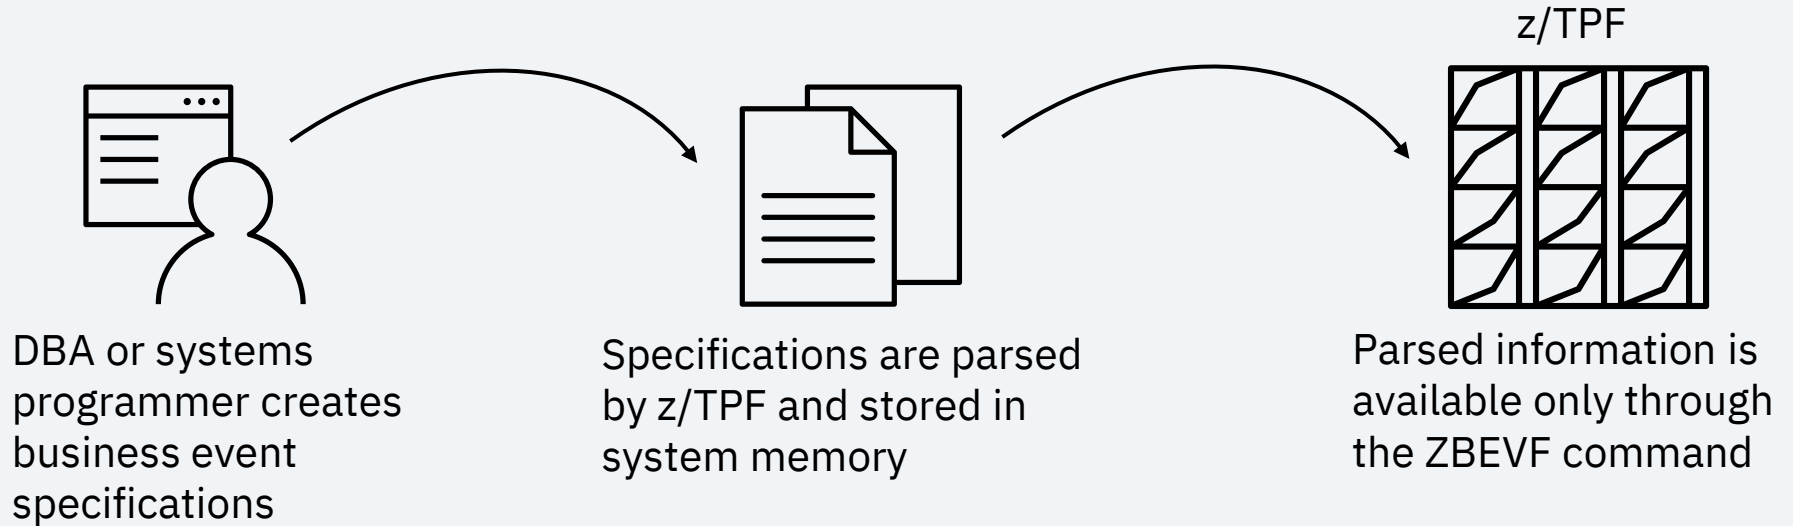 z/TPF
DBA or systems
programmer creates
business event
specifications
Specifications are parsed
by z/TPF and stored in
system memory
Parsed information is
available only through
the ZBEVF command